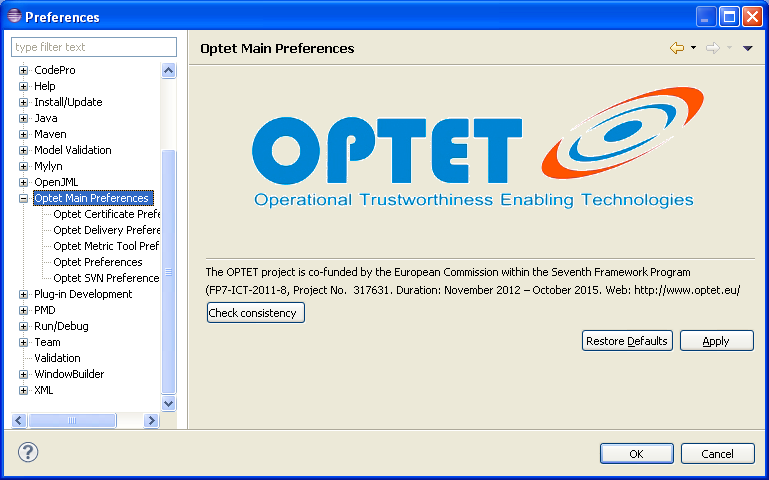 Preferences
type filter text
CodePro
Help
Install/Update
Java
Maven
Model Validation
Mylyn
OpenJML
Optet Main Preferences
Optet Certificate Prefe
Optet Delivery Prefere
Optet Metric Tool Pref
Optet Preferences
Optet SVN Preference
Plug-in Development
PMD
Run/Debug
Team
Validation
WindowBuilder
XML
Optet Main Preferences
OPTET
Operational Trustworthiness Enabling Technologies
The OPTET project is co-funded by the European Commission within the Seventh Framework Program
(FP7-ICT-2011-8, Project No.  317631. Duration: November 2012 – October 2015. Web: http://www.optet.eu/
Check consistency
Restore Defaults
Apply
?
OK
Cancel